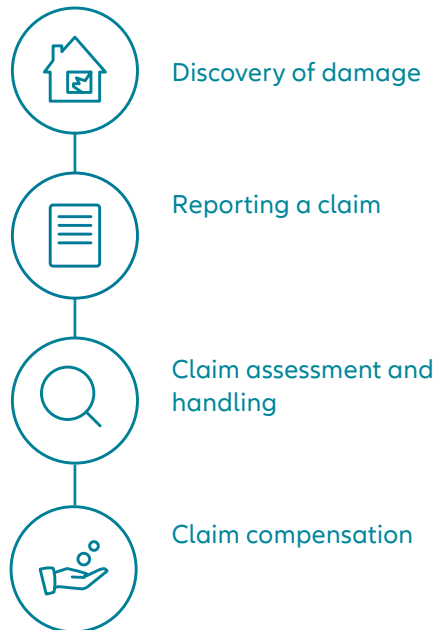 Discovery of damage
Reporting a claim
Claim assessment and
handling
Claim compensation